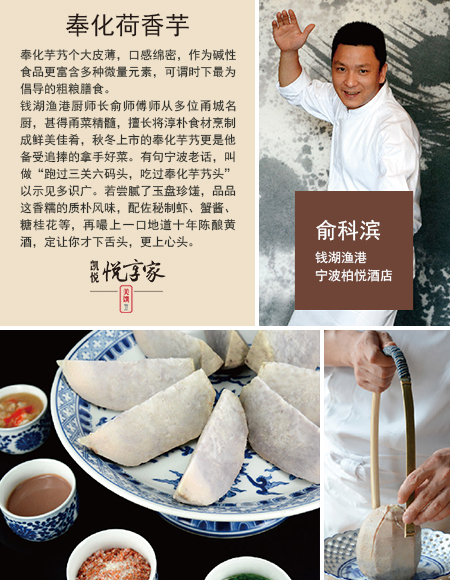 奉化荷香芋
奉化芋艿个大皮薄，口感绵密，作为碱性
食品更富含多种微量元素，可谓时下最为
倡导的粗粮膳食。
钱湖渔港厨师长俞师傅师从多位甬城名
厨，甚得甬菜精髓，擅长将淳朴食材烹制
成鲜美佳肴，秋冬上市的奉化芋艿更是他
备受追捧的拿手好菜。有句宁波老话，叫
做“跑过三关六码头，吃过奉化芋艿头”
以示见多识广。若尝腻了玉盘珍馐，品品
这香糯的质朴风味，配佐秘制虾、蟹酱、
糖桂花等，再嘬上一口地道十年陈酿黄
酒，定让你才下舌头，更上心头。
凯悦
悦享家
美馔
俞科滨
钱湖渔港
宁波柏悦酒店